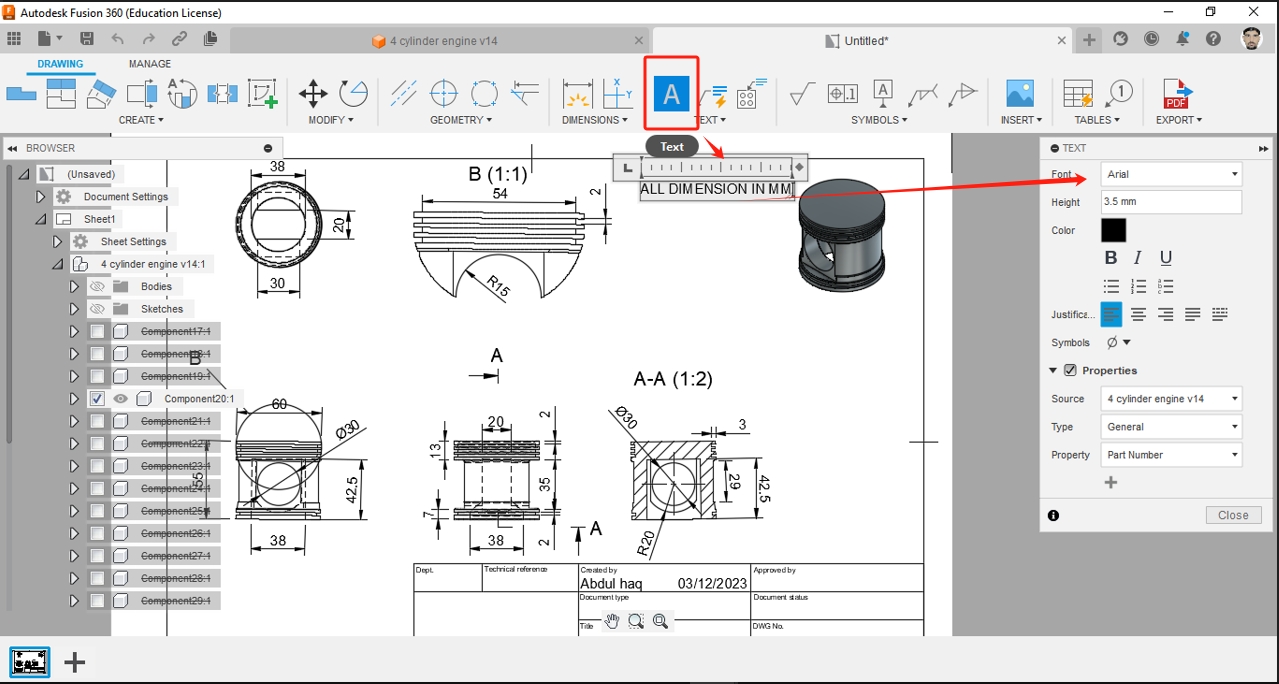 Autodesk Fusion 360 (Education License)
4 cylinder engine v14
Untitled*
DRAWING
MANAGE
A
CREATE
MODIFY
GEOMETRY
DIMENSIONS
TEXT
SYMBOLS
INSERT
TABLES
EXPORT
PDF
Text
BROWSER
(Unsaved)
Document Settings
Sheet1
Sheet Settings
4 cylinder engine v14:1
Bodies
Sketches
Component17:1
Component18:1
Component19:1
Component20:1
Component21:1
Component22:1
Component23:1
Component24:1
Component25:1
Component26:1
Component27:1
Component28:1
Component29:1
38
20
30
B (1:1)
54
2
R15
ALL DIMENSION IN MM
B
60
Ø30
55
42.5
38
A
20
2
13
35
7
38
2
A
A-A (1:2)
Ø30
3
29
42.5
R20
Dept.
Technical reference
Created by
Abdul haq 03/12/2023
Approved by
Document type
Document status
Title
DWG No.
TEXT
Font
Arial
Height
3.5 mm
Color
B I U
Justifica...
Symbols
Ø
Properties
Source
4 cylinder engine v14
Type
General
Property
Part Number
Close